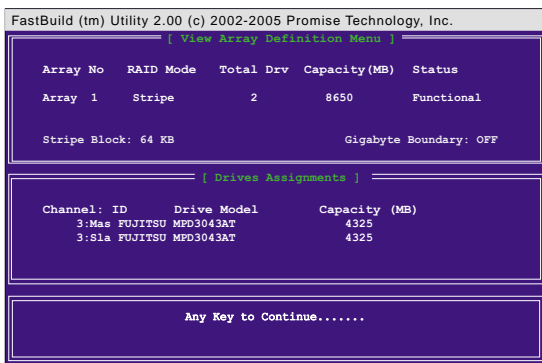 FastBuild (tm) Utility 2.00 (c) 2002-2005 Promise Technology, Inc.
[ View Array Definition Menu ]
Array No RAID Mode Total Drv Capacity(MB) Status
Array 1 Stripe 2 8650 Functional
Stripe Block: 64 KB Gigabyte Boundary: OFF
[ Drives Assignments ]
Channel: ID Drive Model Capacity (MB)
3:Mas FUJITSU MPD3043AT 4325
3:Sla FUJITSU MPD3043AT 4325
Any Key to Continue.......